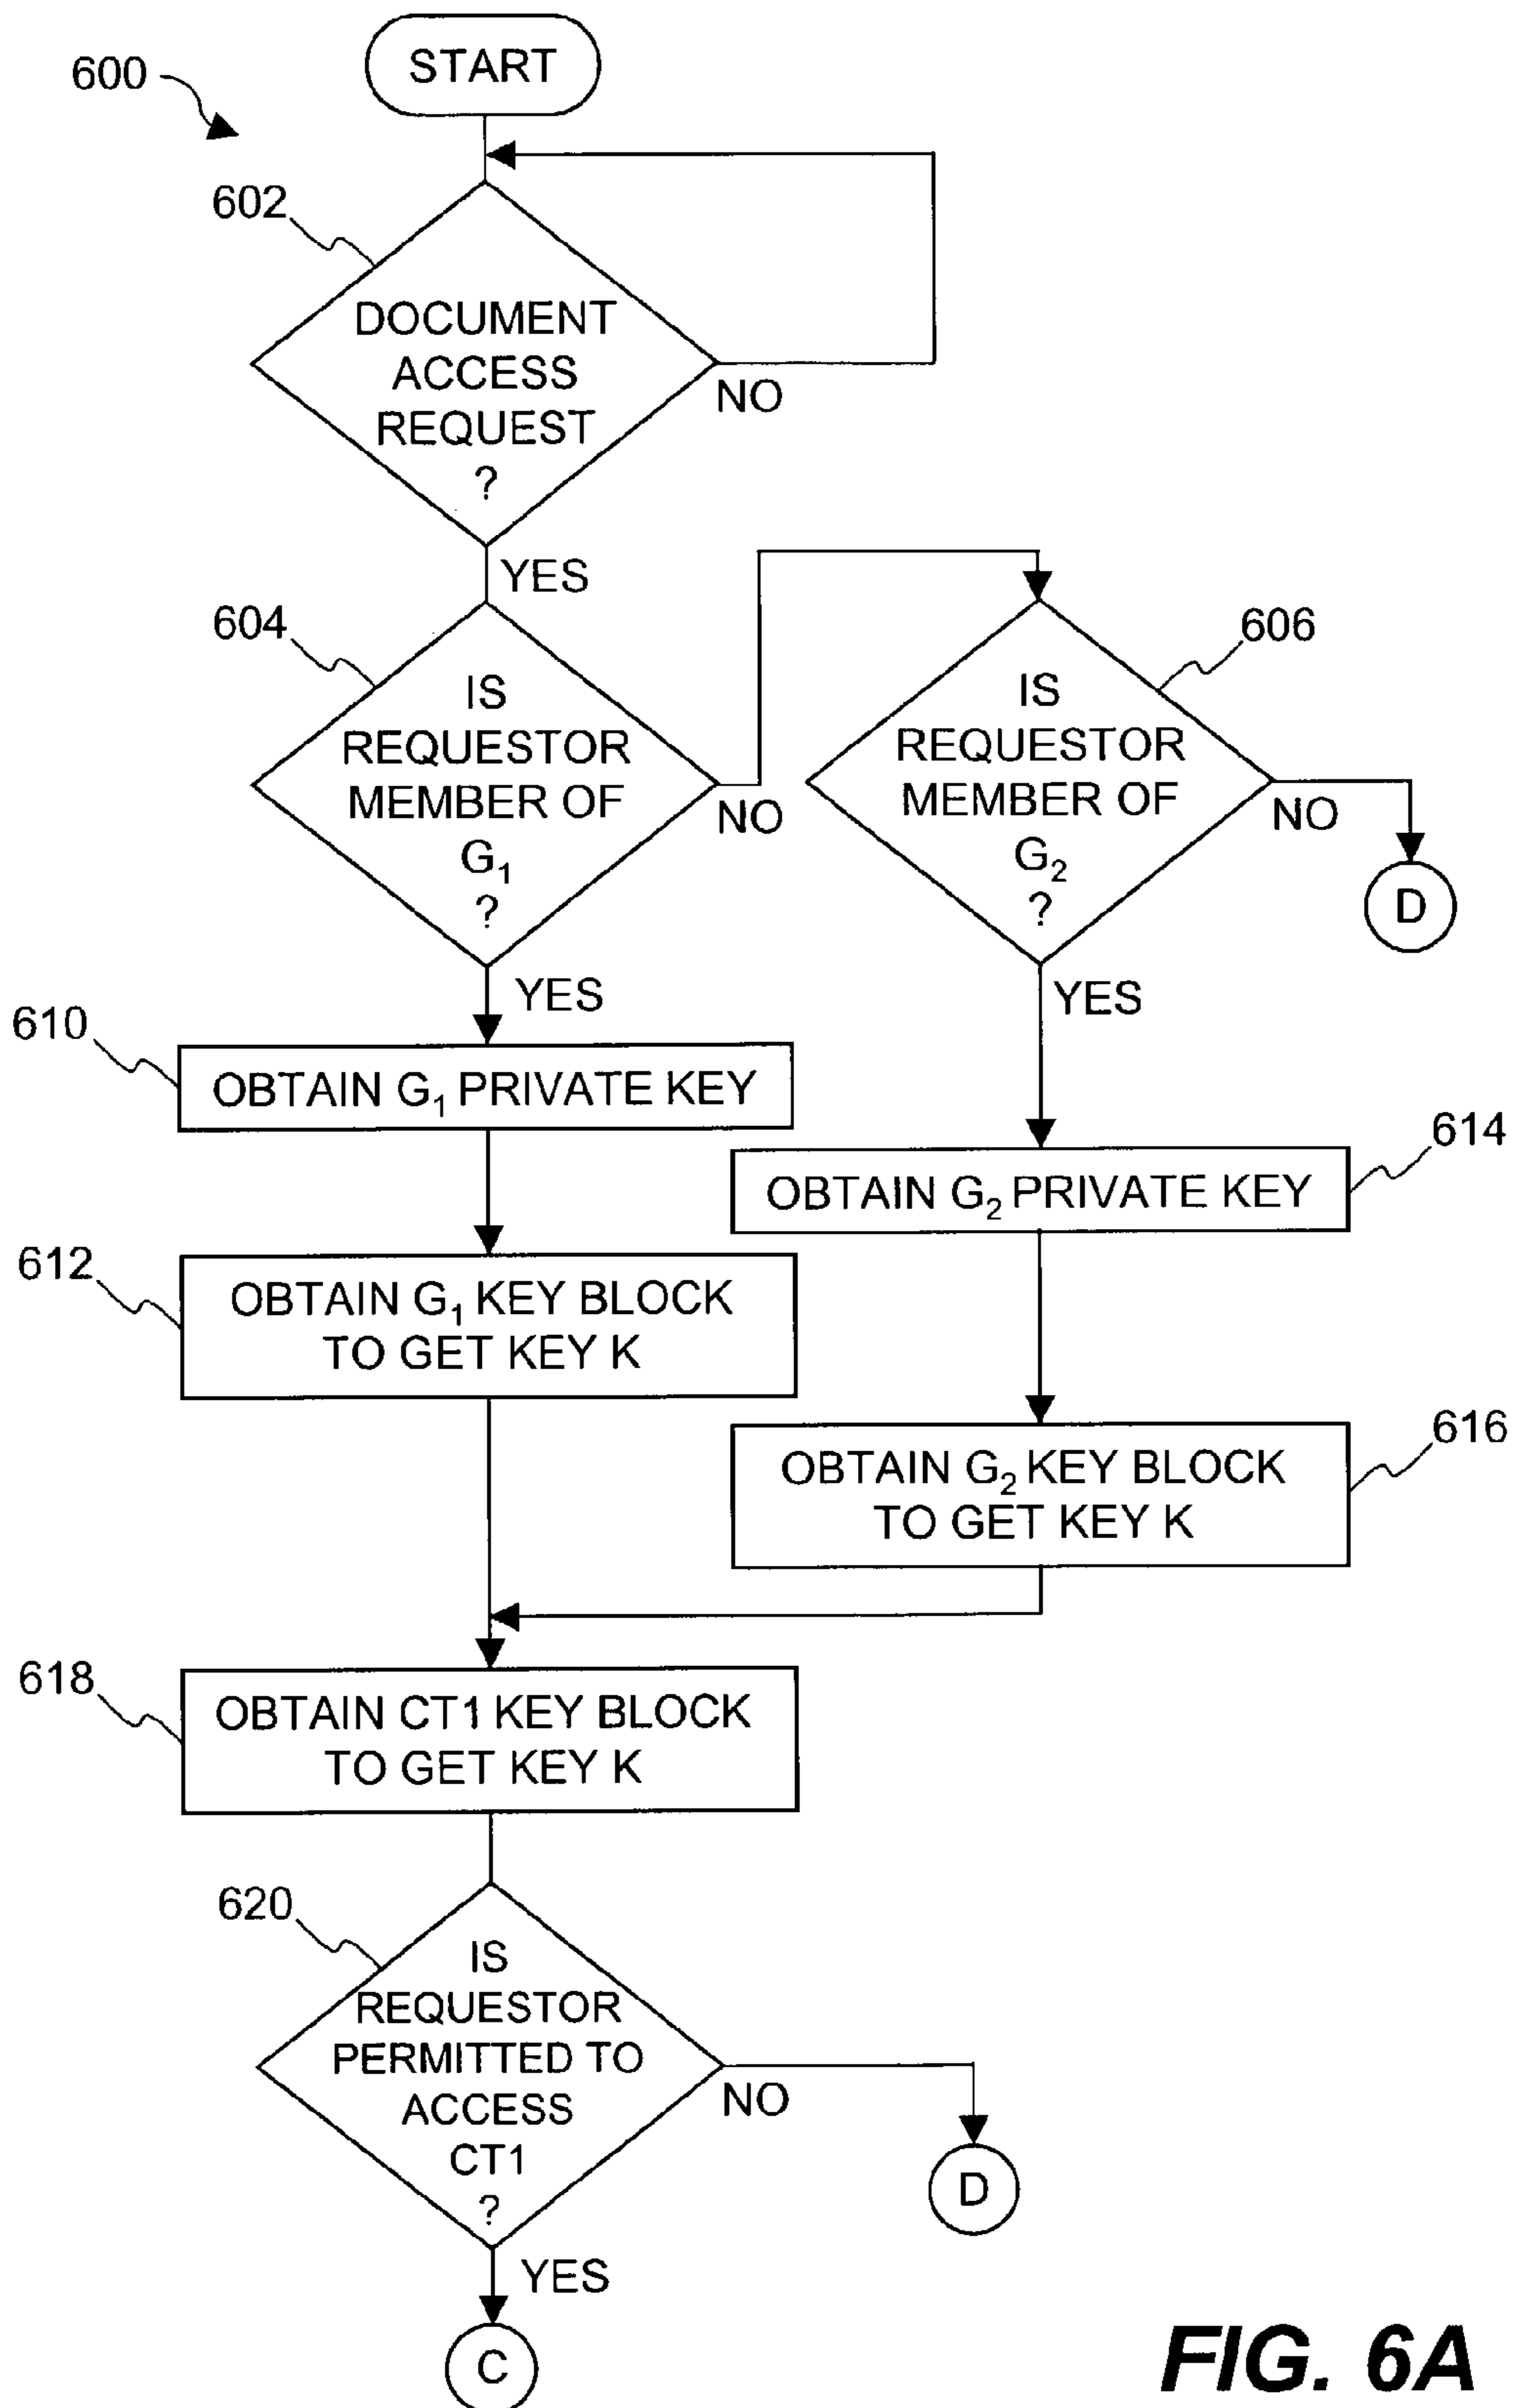 START
600
602
DOCUMENT
ACCESS
REQUEST
?
NO
YES
604
IS
REQUESTOR
MEMBER OF
G₁
?
NO
606
IS
REQUESTOR
MEMBER OF
G₂
?
NO
D
YES
YES
610
OBTAIN G₁ PRIVATE KEY
614
OBTAIN G₂ PRIVATE KEY
612
OBTAIN G₁ KEY BLOCK
TO GET KEY K
616
OBTAIN G₂ KEY BLOCK
TO GET KEY K
618
OBTAIN CT1 KEY BLOCK
TO GET KEY K
620
IS
REQUESTOR
PERMITTED TO
ACCESS
CT1
?
NO
D
YES
C
FIG. 6A